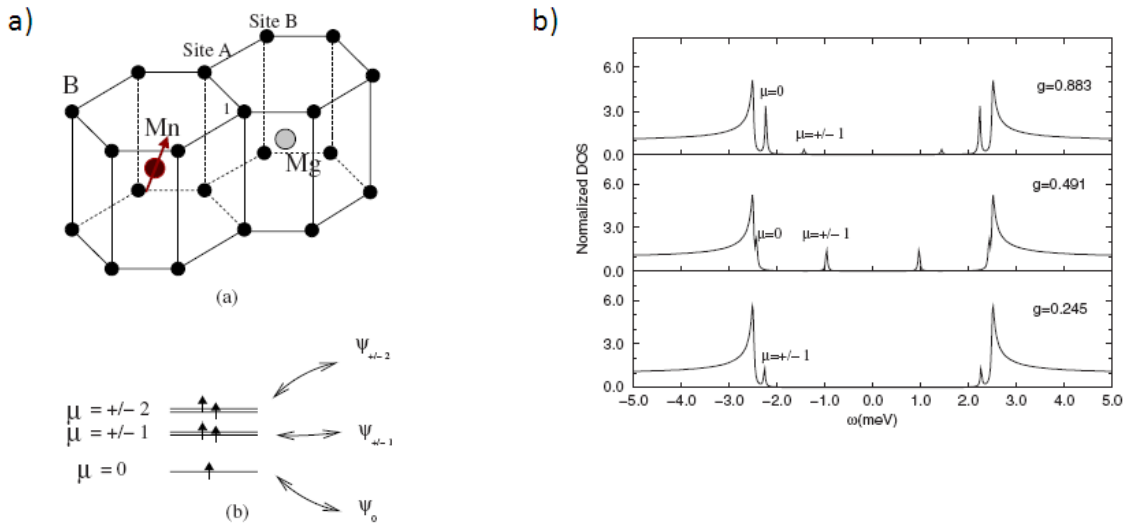 a)
Site B
Site A
B
1
Mn
Mg
(a)
Ψ+/-2
μ = +/- 2
μ = +/- 1
Ψ+/-1
μ = 0
Ψ0
(b)
b)
6.0
3.0
0.0
μ=0
μ=+/- 1
g=0.883
6.0
3.0
0.0
μ=0
μ=+/- 1
g=0.491
6.0
3.0
0.0
μ=+/- 1
g=0.245
Normalized DOS
−5.0 −4.0 −3.0 −2.0 −1.0 0.0 1.0 2.0 3.0 4.0 5.0
ω(meV)